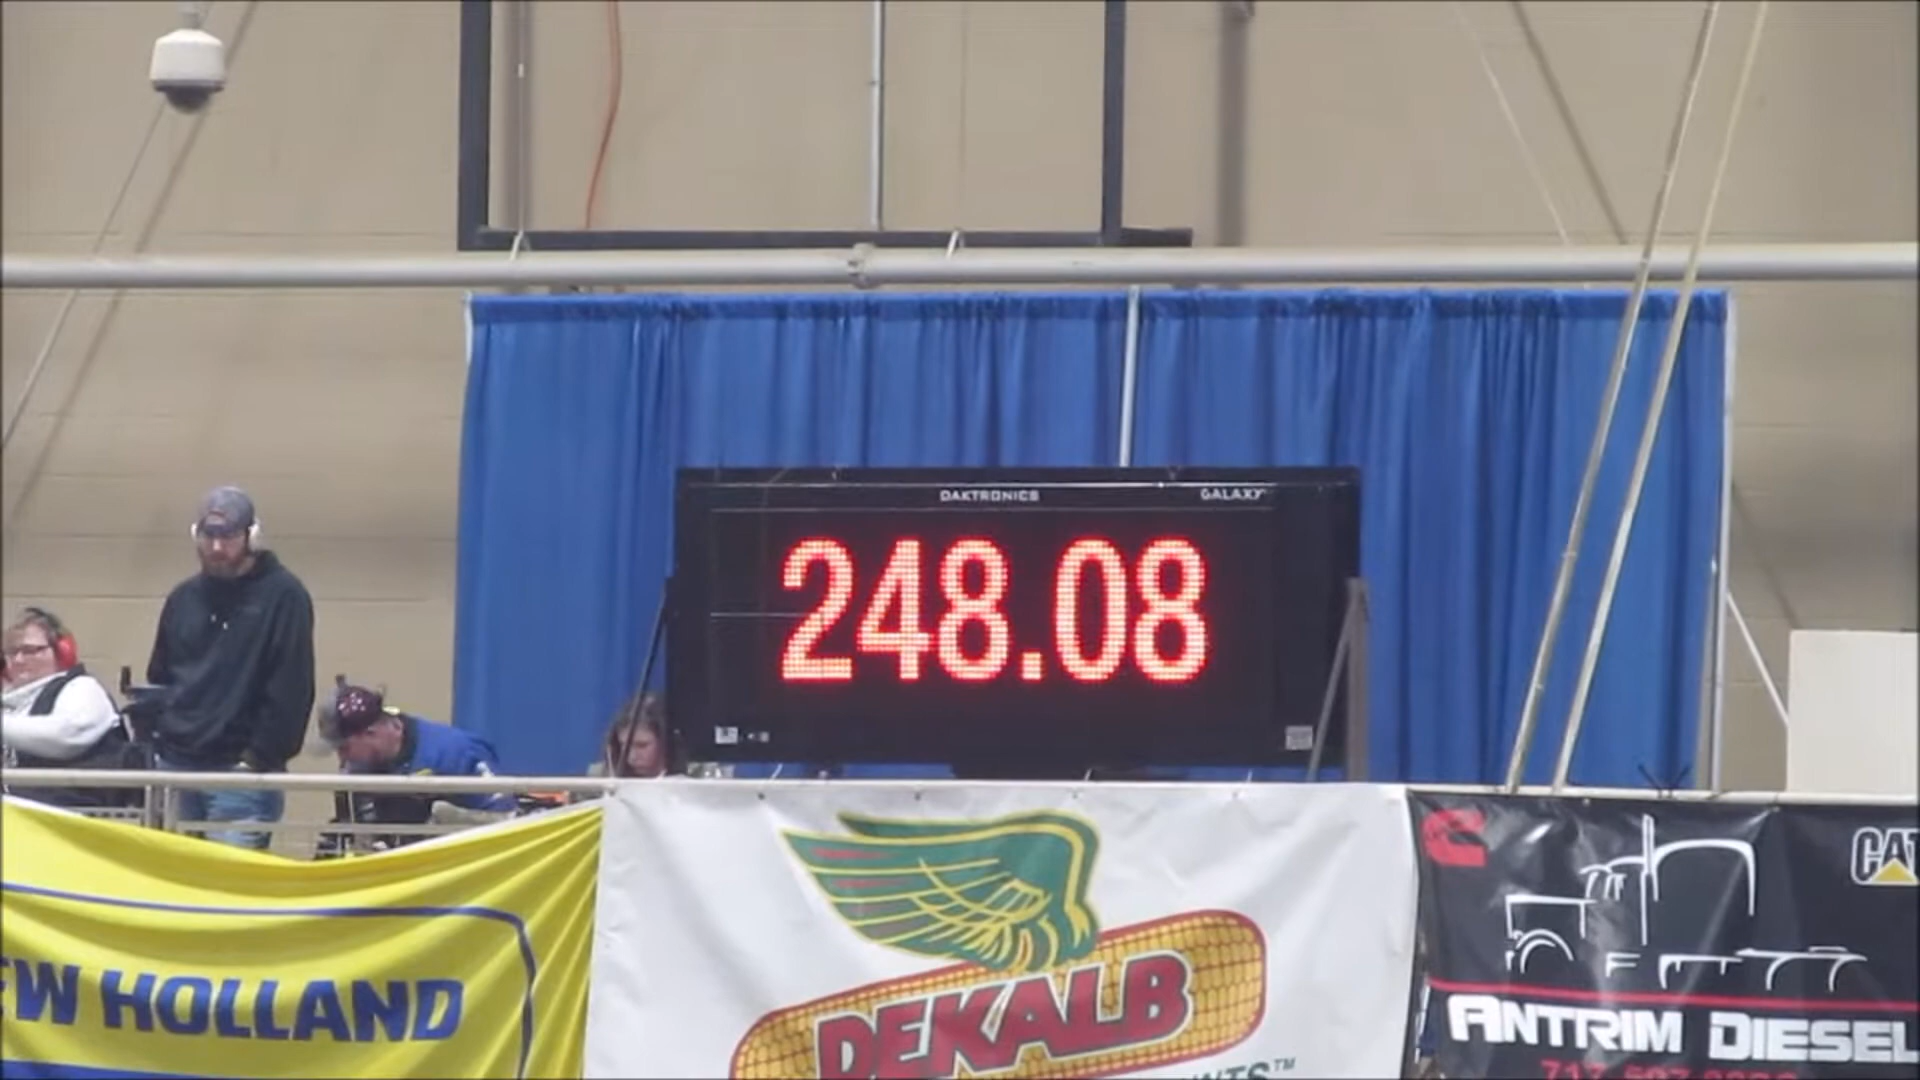 DAKTRONICS
GALAXY
248.08
EW HOLLAND
DEKALB
CAT
ANTRIM DIESEL